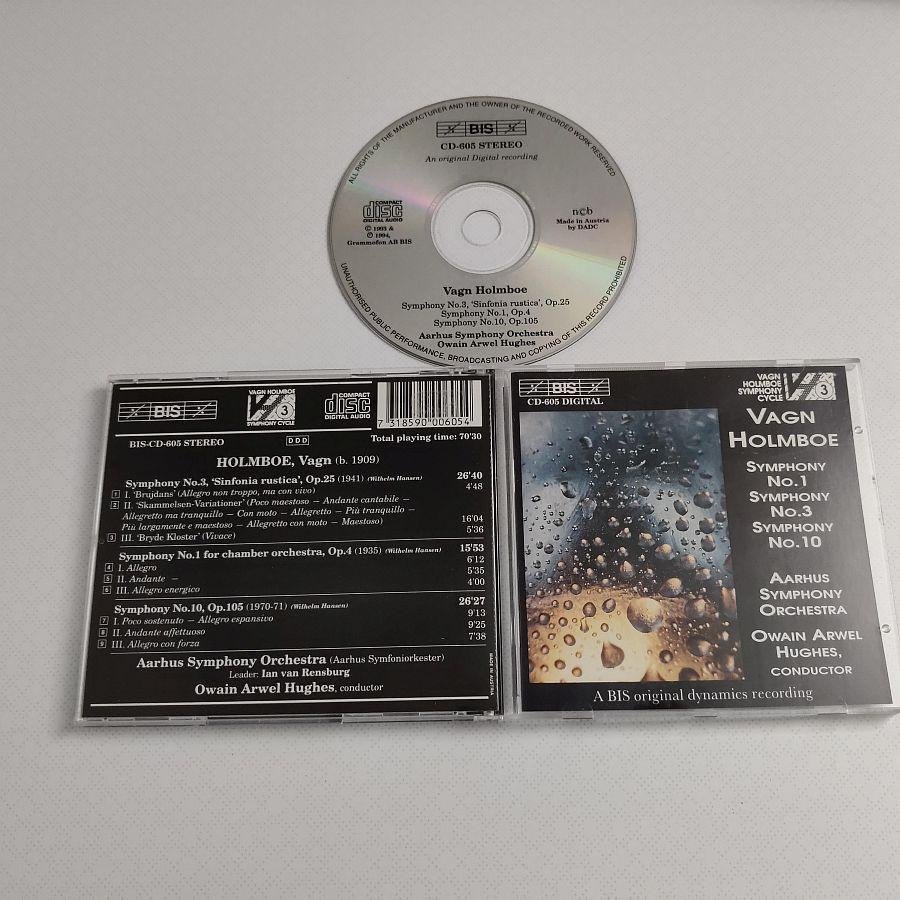 ALL RIGHTS OF THE MANUFACTURER AND THE OWNER OF THE RECORDED WORK RESERVED
BIS
CD-605 STEREO
An original Digital recording
COMPACT
disc
DIGITAL AUDIO
© 1993 &
℗ 1994,
Grammofon AB BIS
ncb
Made in Austria
by DADC
Vagn Holmboe
Symphony No.3, 'Sinfonia rustica', Op.25
Symphony No.1, Op.4
Symphony No.10, Op.105
Aarhus Symphony Orchestra
Owain Arwel Hughes
UNAUTHORISED PUBLIC PERFORMANCE, BROADCASTING AND COPYING OF THIS RECORD PROHIBITED
BIS
VAGN HOLMBOE
3
SYMPHONY CYCLE
COMPACT
disc
DIGITAL AUDIO
7 318590 006054
BIS-CD-605 STEREO
DDD
Total playing time: 70'30
HOLMBOE, Vagn (b. 1909)
Symphony No.3, 'Sinfonia rustica', Op.25 (1941) (Wilhelm Hansen) 26'40
1 I. 'Brujdans' (Allegro non troppo, ma con vivo) 4'48
2 II. 'Skammelsen-Variationer' (Poco maestoso – Andante cantabile –
Allegretto ma tranquillo – Con moto – Allegretto – Più tranquillo –
Più largamente e maestoso – Allegretto con moto – Maestoso) 16'04
3 III. 'Bryde Kloster' (Vivace) 5'36
Symphony No.1 for chamber orchestra, Op.4 (1935) (Wilhelm Hansen) 15'53
4 I. Allegro 6'12
5 II. Andante – 5'35
6 III. Allegro energico 4'00
Symphony No.10, Op.105 (1970-71) (Wilhelm Hansen) 26'27
7 I. Poco sostenuto – Allegro espansivo 9'13
8 II. Andante affettuoso 9'25
9 III. Allegro con forza 7'38
Aarhus Symphony Orchestra (Aarhus Symfoniorkester)
Leader: Ian van Rensburg
Owain Arwel Hughes, conductor
MADE IN AUSTRIA
BIS
CD-605 DIGITAL
VAGN
HOLMBOE
SYMPHONY
CYCLE
3
VAGN
HOLMBOE
SYMPHONY
No.1
SYMPHONY
No.3
SYMPHONY
No.10
AARHUS
SYMPHONY
ORCHESTRA
OWAIN ARWEL
HUGHES,
CONDUCTOR
A BIS original dynamics recording